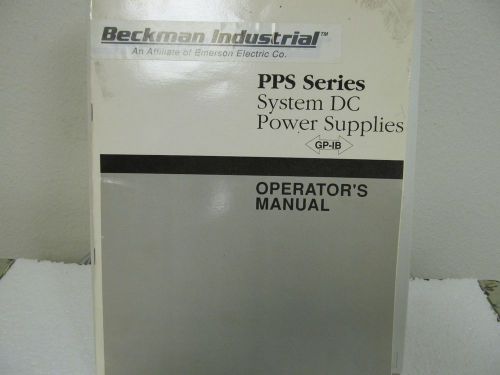 Beckman Industrial™
An Affiliate of Emerson Electric Co.
PPS Series
System DC
Power Supplies
GP-IB
OPERATOR'S
MANUAL